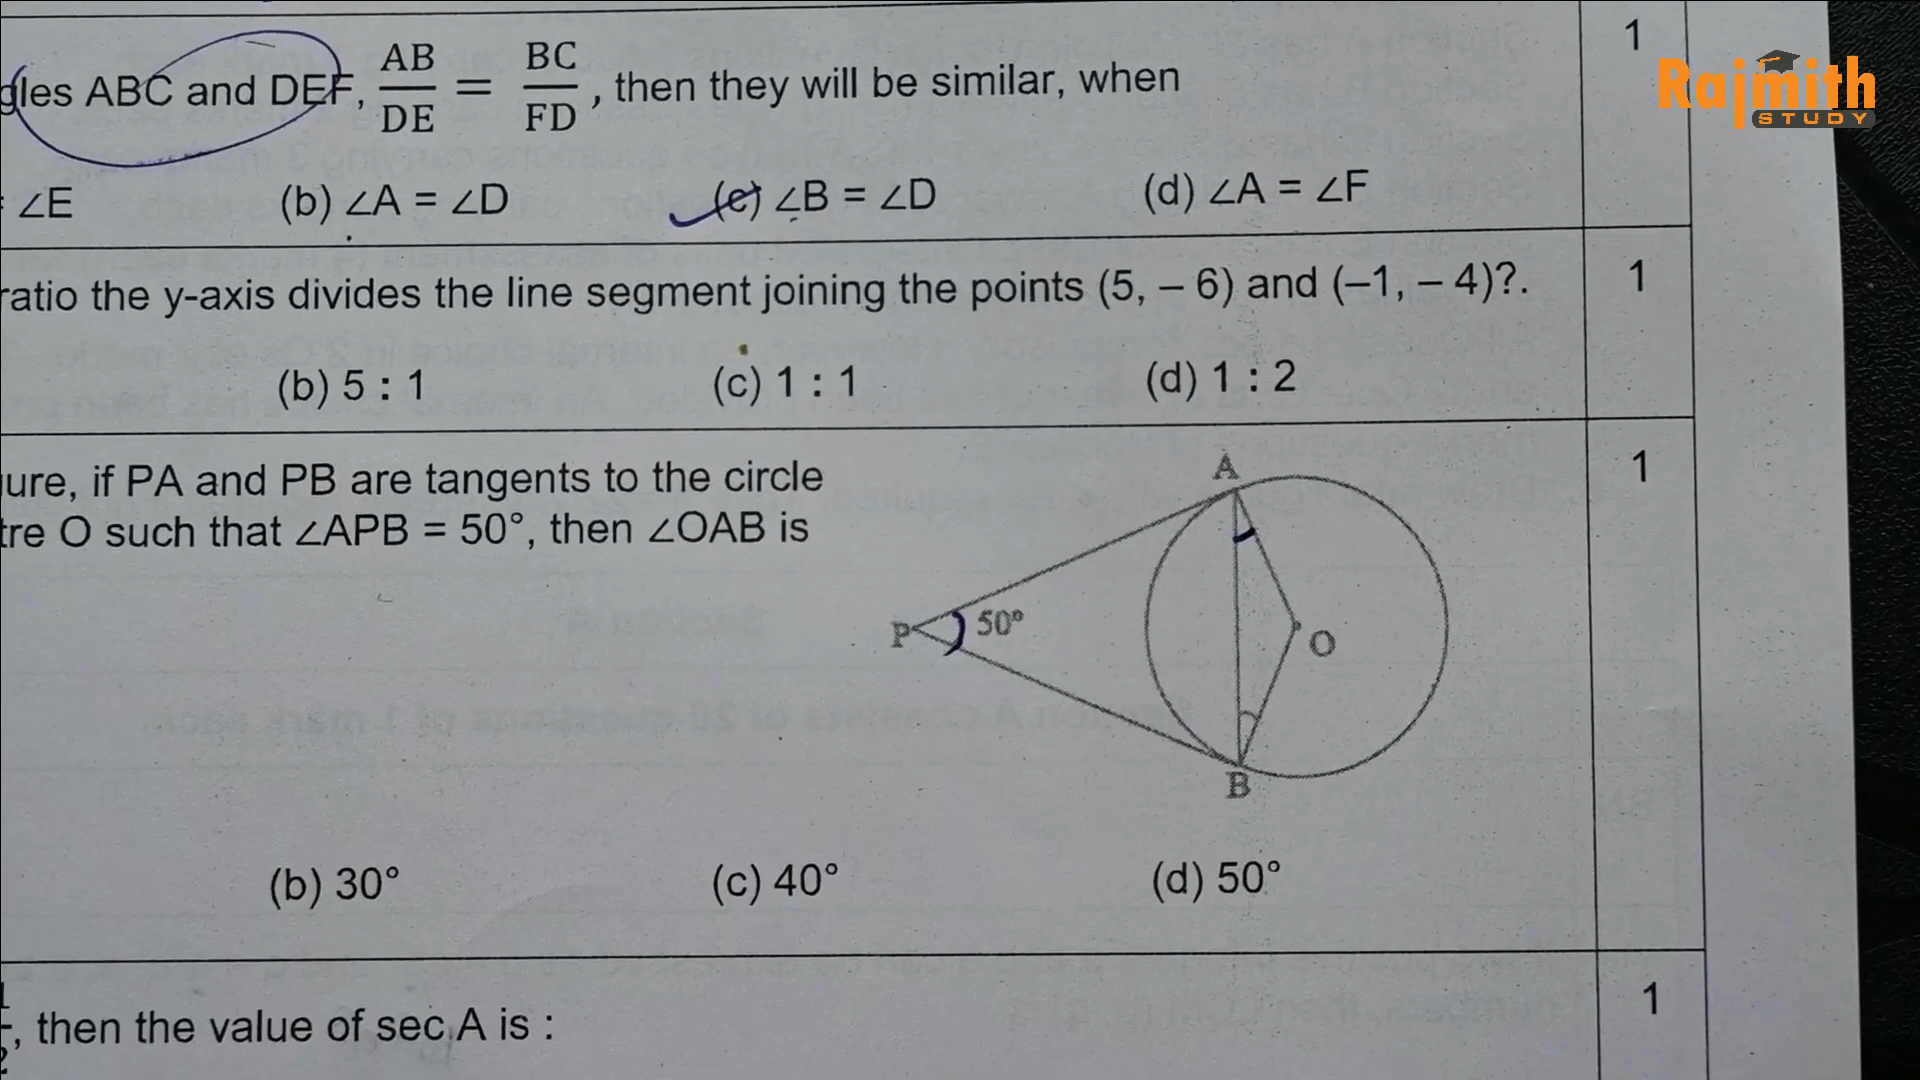 gles ABC and DEF, AB/DE = BC/FD, then they will be similar, when
1
Rajmith
STUDY
= ∠E (b) ∠A = ∠D (c) ∠B = ∠D (d) ∠A = ∠F
ratio the y-axis divides the line segment joining the points (5, – 6) and (–1, – 4)?.
1
(b) 5 : 1 (c) 1 : 1 (d) 1 : 2
ure, if PA and PB are tangents to the circle
1
tre O such that ∠APB = 50°, then ∠OAB is
A
P 50°
O
B
(b) 30° (c) 40° (d) 50°
, then the value of sec A is :
1